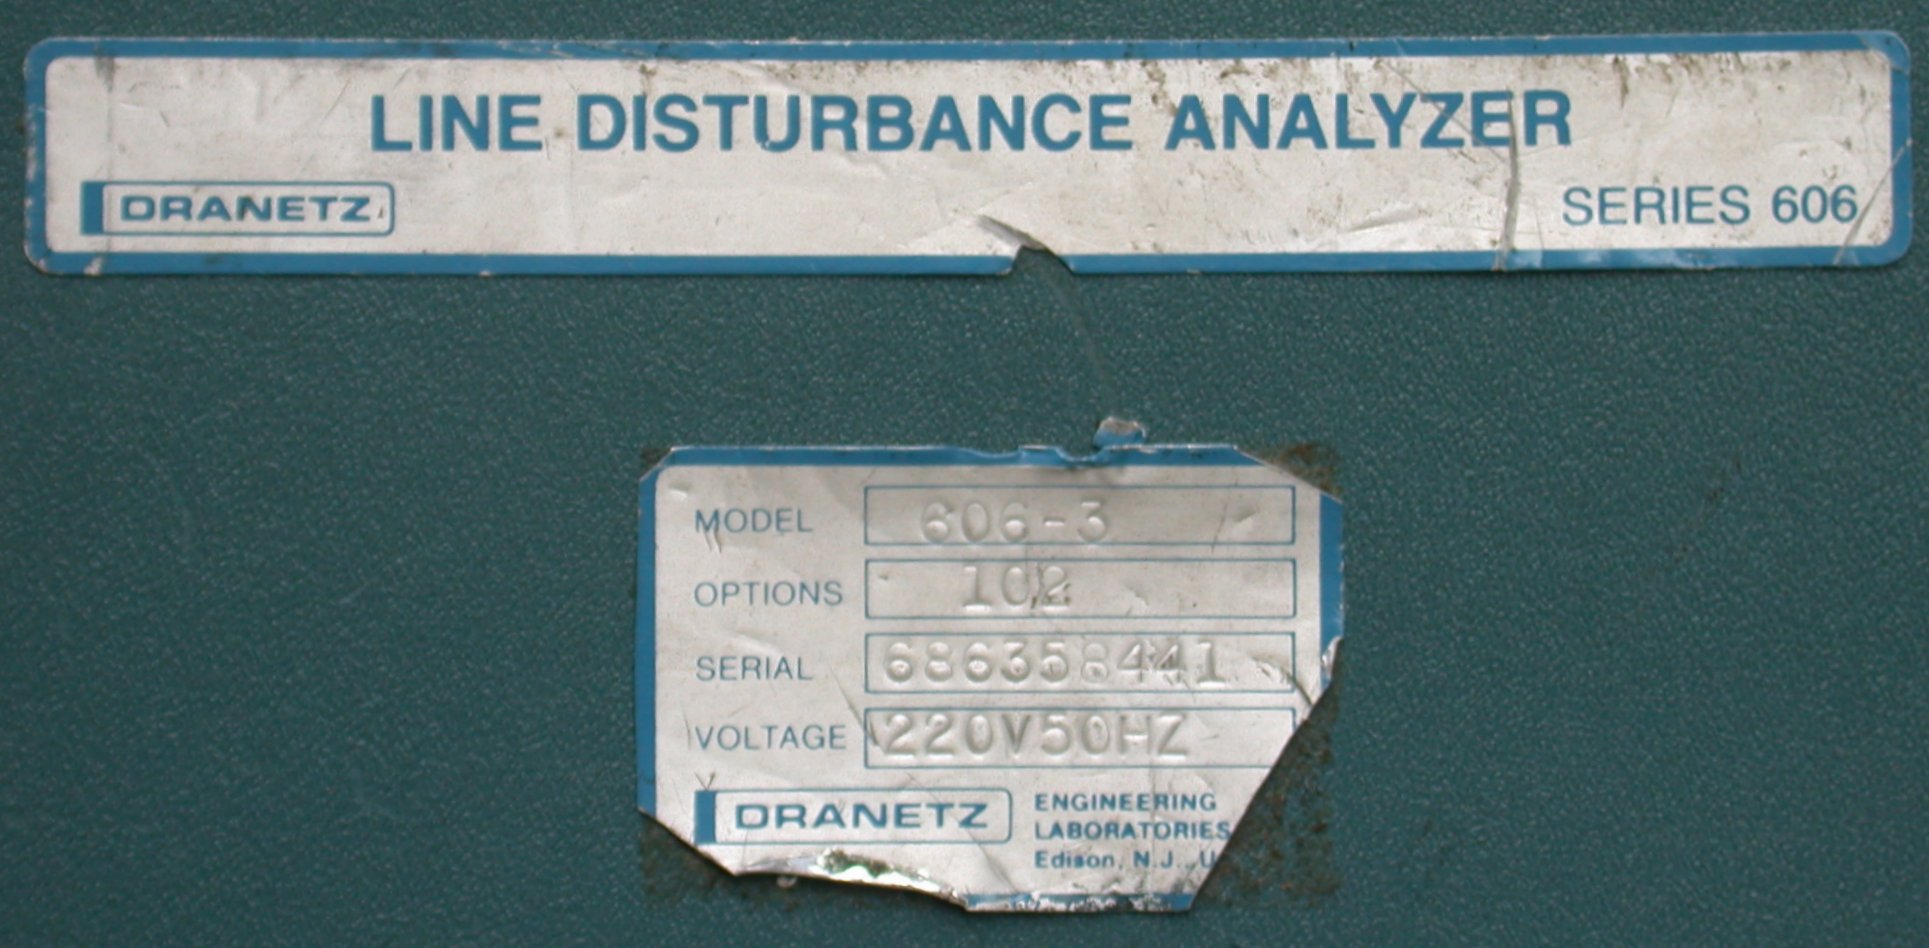 LINE DISTURBANCE ANALYZER
DRANETZ
SERIES 606
MODEL 606-3
OPTIONS 102
SERIAL 686358441
VOLTAGE 220V50HZ
DRANETZ
ENGINEERING
LABORATORIES
Edison, N.J.